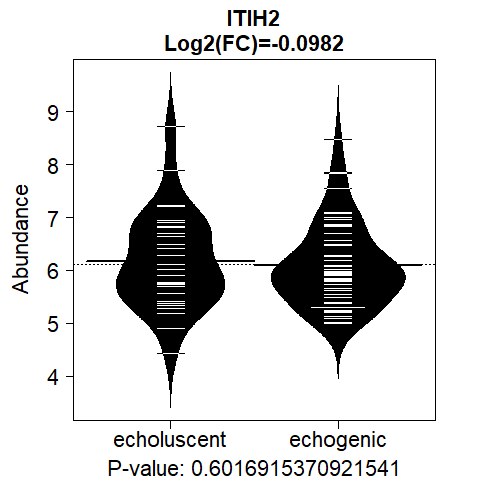 ITIH2
Log2(FC)=-0.0982
Abundance
9
8
7
6
5
4
echoluscent
echogenic
P-value: 0.6016915370921541